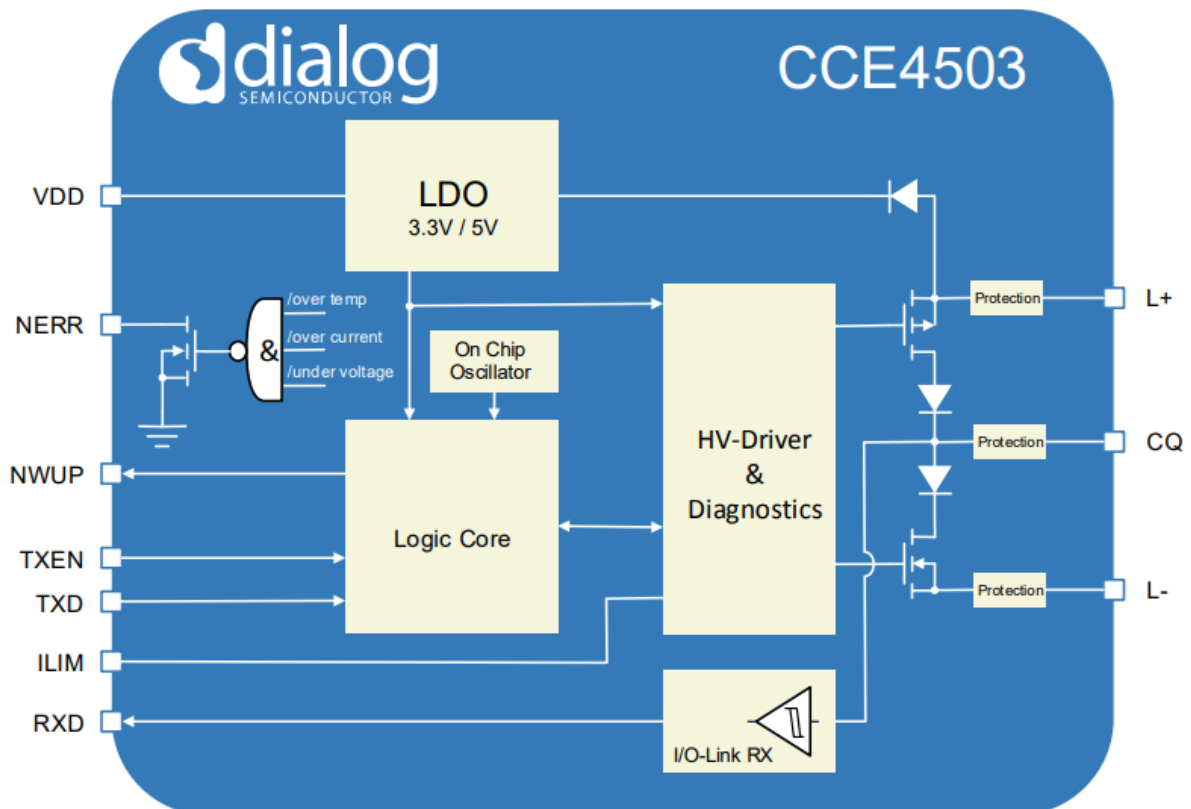 dialog
SEMICONDUCTOR
CCE4503
VDD
LDO
3.3V / 5V
NERR
&
/over temp
/over current
/under voltage
On Chip
Oscillator
HV-Driver
&
Diagnostics
Protection
L+
Protection
CQ
Protection
L-
NWUP
Logic Core
TXEN
TXD
ILIM
RXD
I/O-Link RX